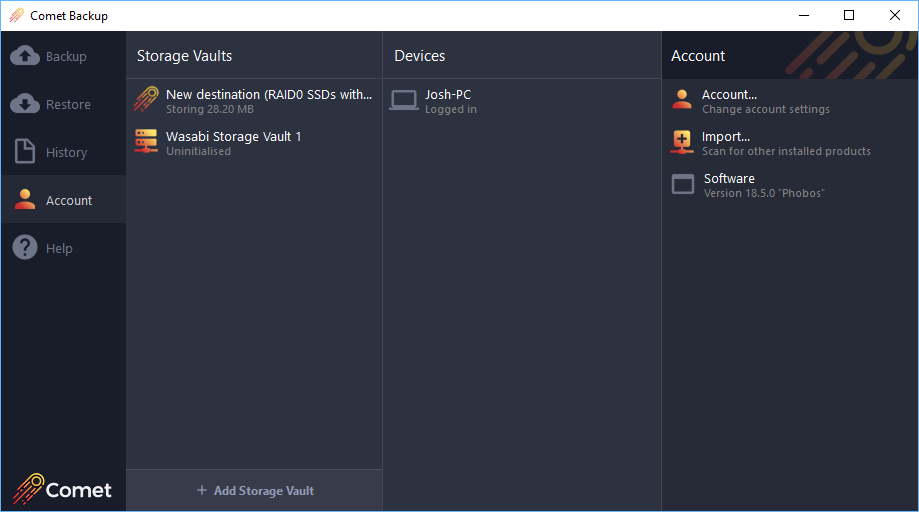 Comet Backup
Backup
Restore
History
Account
Help
Comet
Storage Vaults
New destination (RAID0 SSDs with...
Storing 28.20 MB
Wasabi Storage Vault 1
Uninitialised
+ Add Storage Vault
Devices
Josh-PC
Logged in
Account
Account...
Change account settings
Import...
Scan for other installed products
Software
Version 18.5.0 "Phobos"